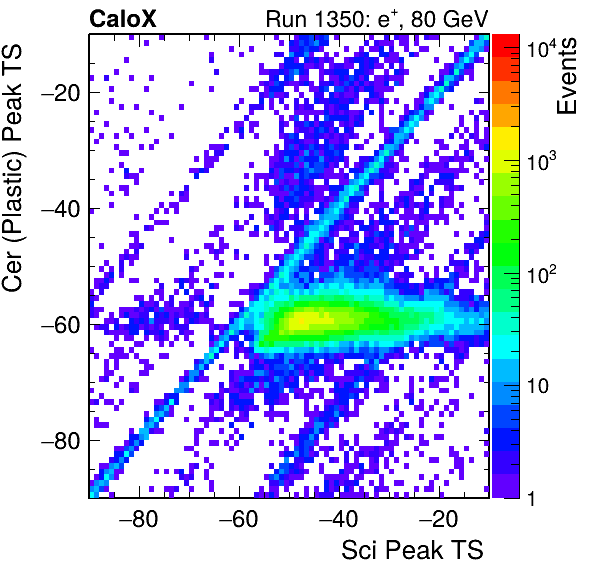 CaloX Run 1350: e⁺, 80 GeV
Cer (Plastic) Peak TS
−20
−40
−60
−80
−80 −60 −40 −20
Sci Peak TS
Events
10⁴
10³
10²
10
1